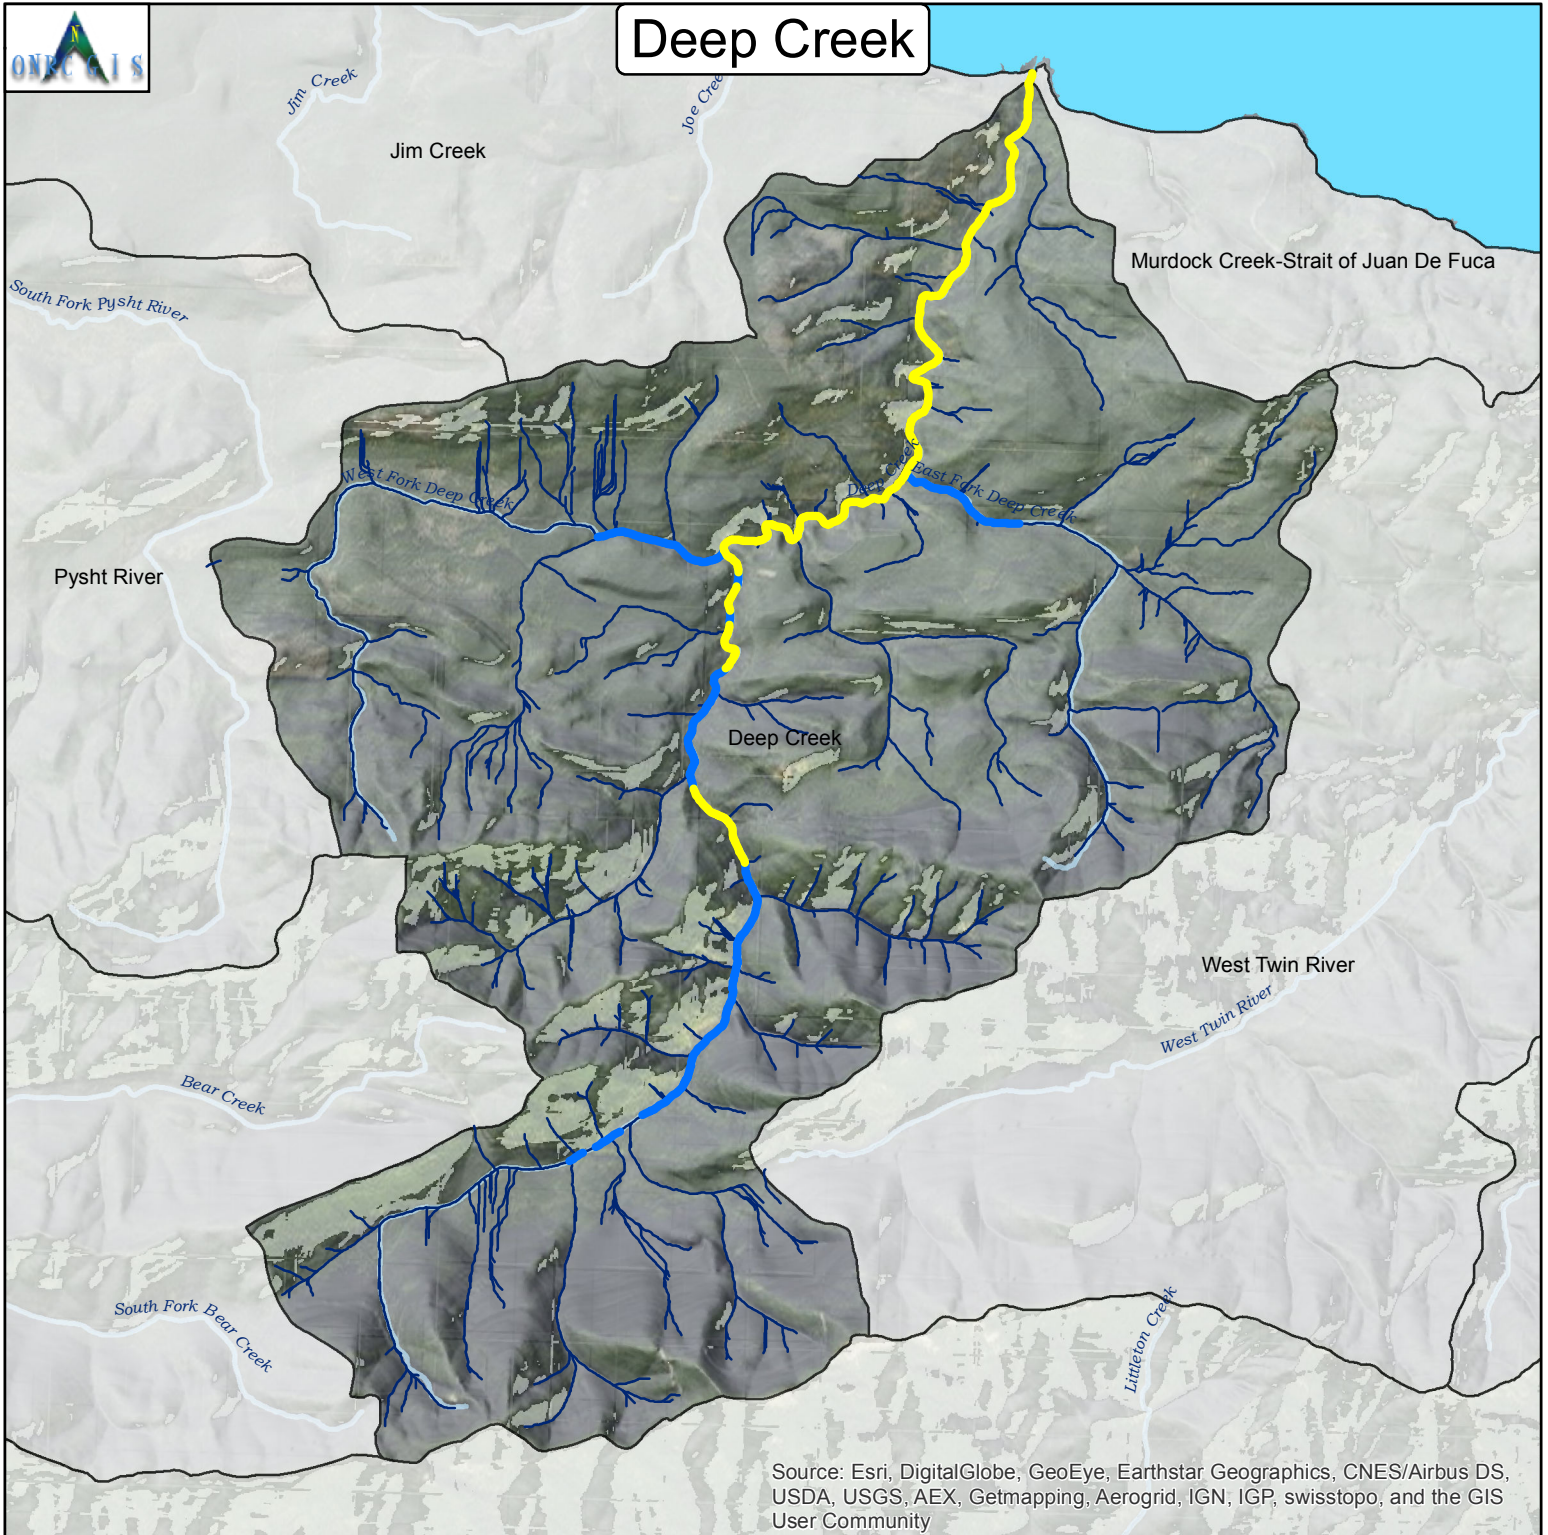 Deep Creek
N
ONRC GIS
Jim Creek
Jim Creek
Joe Cree
Murdock Creek-Strait of Juan De Fuca
South Fork Pysht River
West Fork Deep Creek
Deep Creek
East Fork Deep Creek
Pysht River
Deep Creek
West Twin River
West Twin River
Bear Creek
South Fork Bear Creek
Littleton Creek
Source: Esri, DigitalGlobe, GeoEye, Earthstar Geographics, CNES/Airbus DS,
USDA, USGS, AEX, Getmapping, Aerogrid, IGN, IGP, swisstopo, and the GIS
User Community